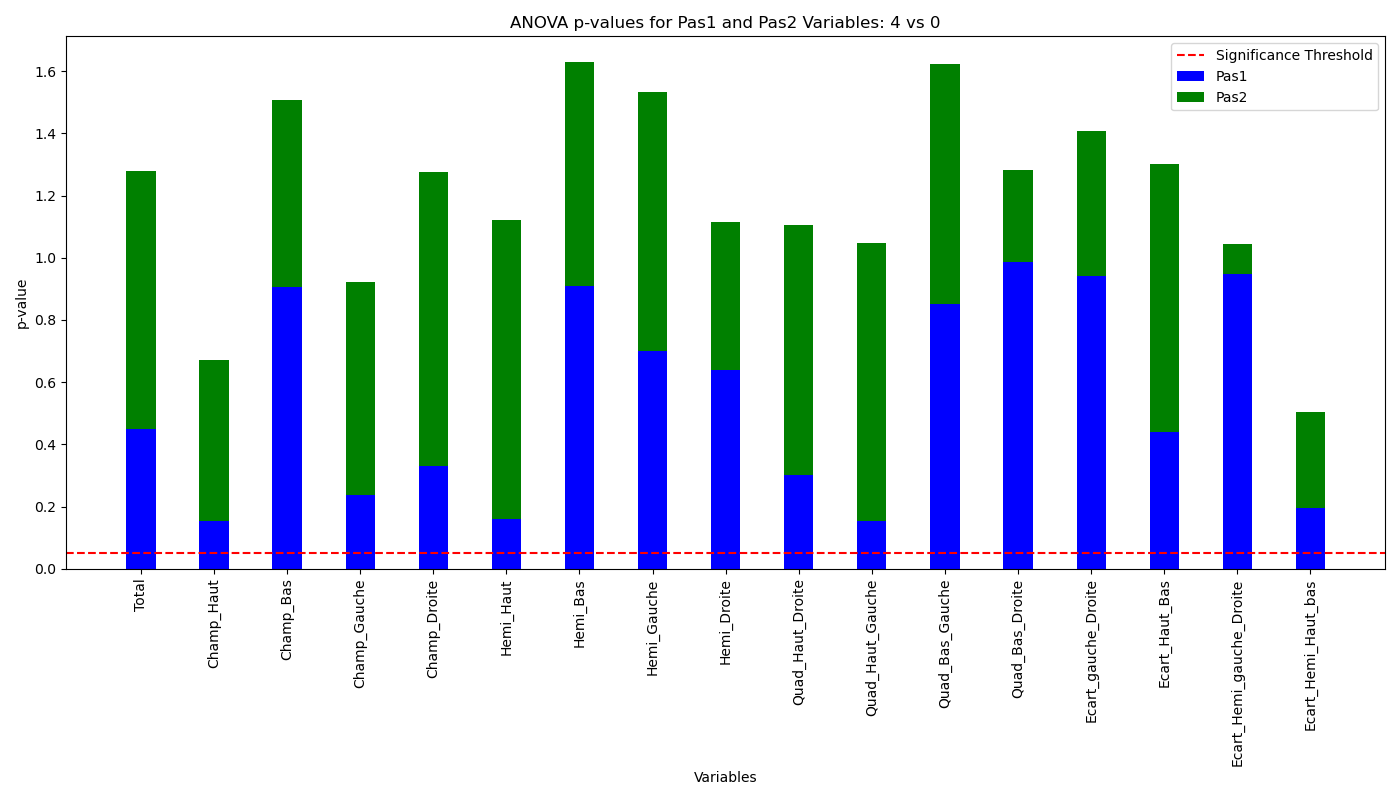 ANOVA p-values for Pas1 and Pas2 Variables: 4 vs 0
Significance Threshold
Pas1
Pas2
p-value
1.6
1.4
1.2
1.0
0.8
0.6
0.4
0.2
0.0
Total
Champ_Haut
Champ_Bas
Champ_Gauche
Champ_Droite
Hemi_Haut
Hemi_Bas
Hemi_Gauche
Hemi_Droite
Quad_Haut_Droite
Quad_Haut_Gauche
Quad_Bas_Gauche
Quad_Bas_Droite
Ecart_gauche_Droite
Ecart_Haut_Bas
Ecart_Hemi_gauche_Droite
Ecart_Hemi_Haut_bas
Variables